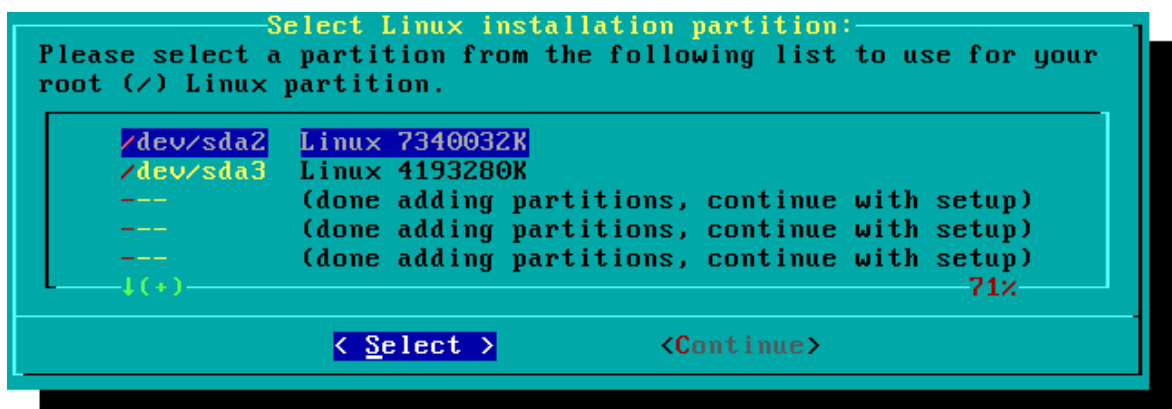 Select Linux installation partition:
Please select a partition from the following list to use for your
root (/) Linux partition.
/dev/sda2 Linux 7340032K
/dev/sda3 Linux 4193280K
--- (done adding partitions, continue with setup)
--- (done adding partitions, continue with setup)
--- (done adding partitions, continue with setup)
↓(+) 71%
< Select > <Continue>